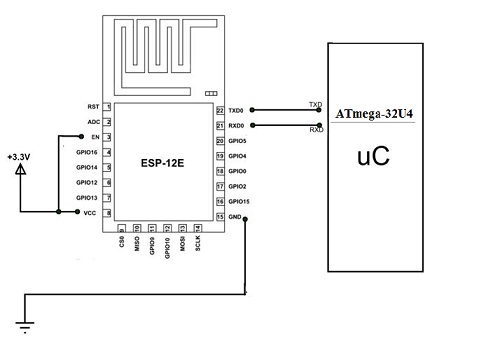 RST 1
ADC 2
EN 3
GPIO16 4
GPIO14 5
GPIO12 6
GPIO13 7
VCC 8
+3.3V
ESP-12E
22 TXD0
21 RXD0
20 GPIO5
19 GPIO4
18 GPIO0
17 GPIO2
16 GPIO15
15 GND
9 10 11 12 13 14
CS0 MISO GPIO9 GPIO10 MOSI SCLK
TXD
RXD
ATmega-32U4
uC